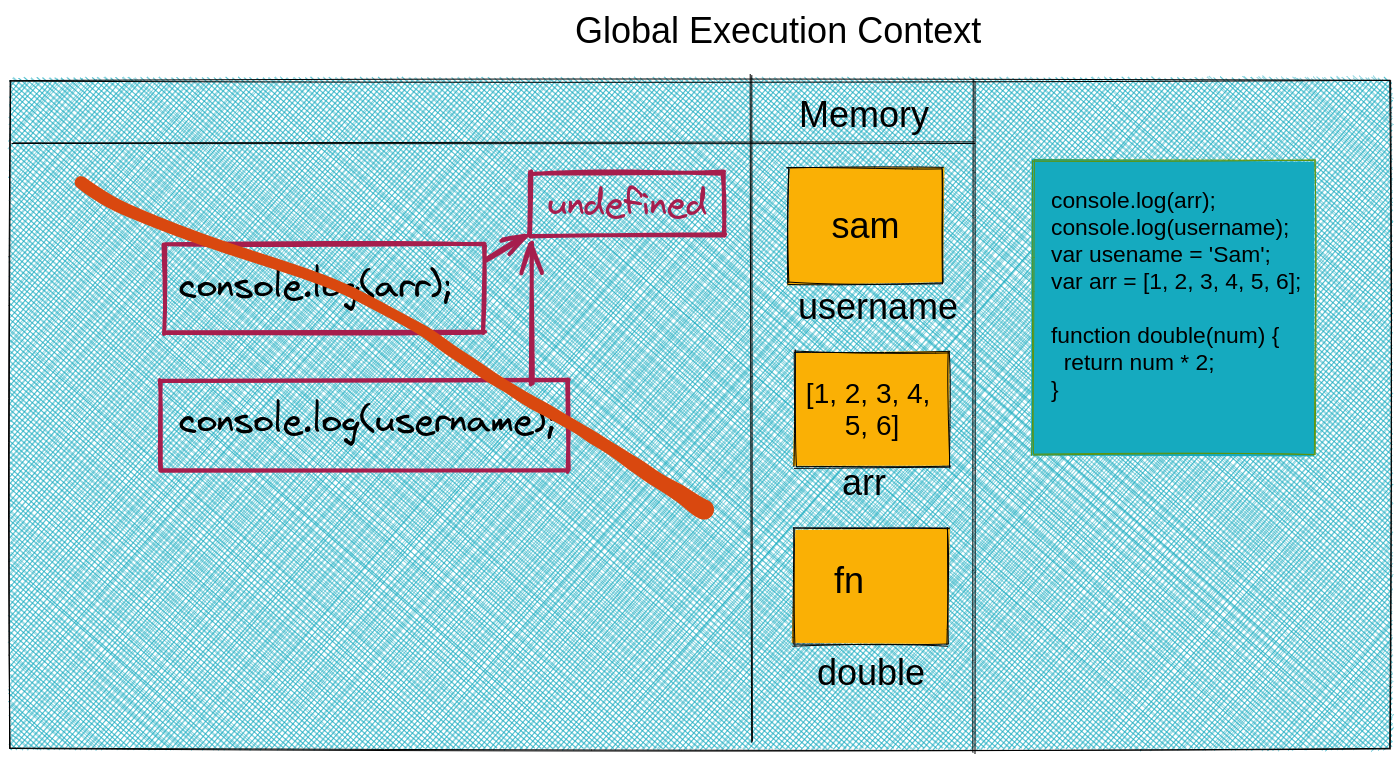 Global Execution Context
Memory
undefined
console.log(arr);
console.log(username);
sam
username
[1, 2, 3, 4,
5, 6]
arr
fn
double
console.log(arr);
console.log(username);
var usename = 'Sam';
var arr = [1, 2, 3, 4, 5, 6];
function double(num) {
  return num * 2;
}